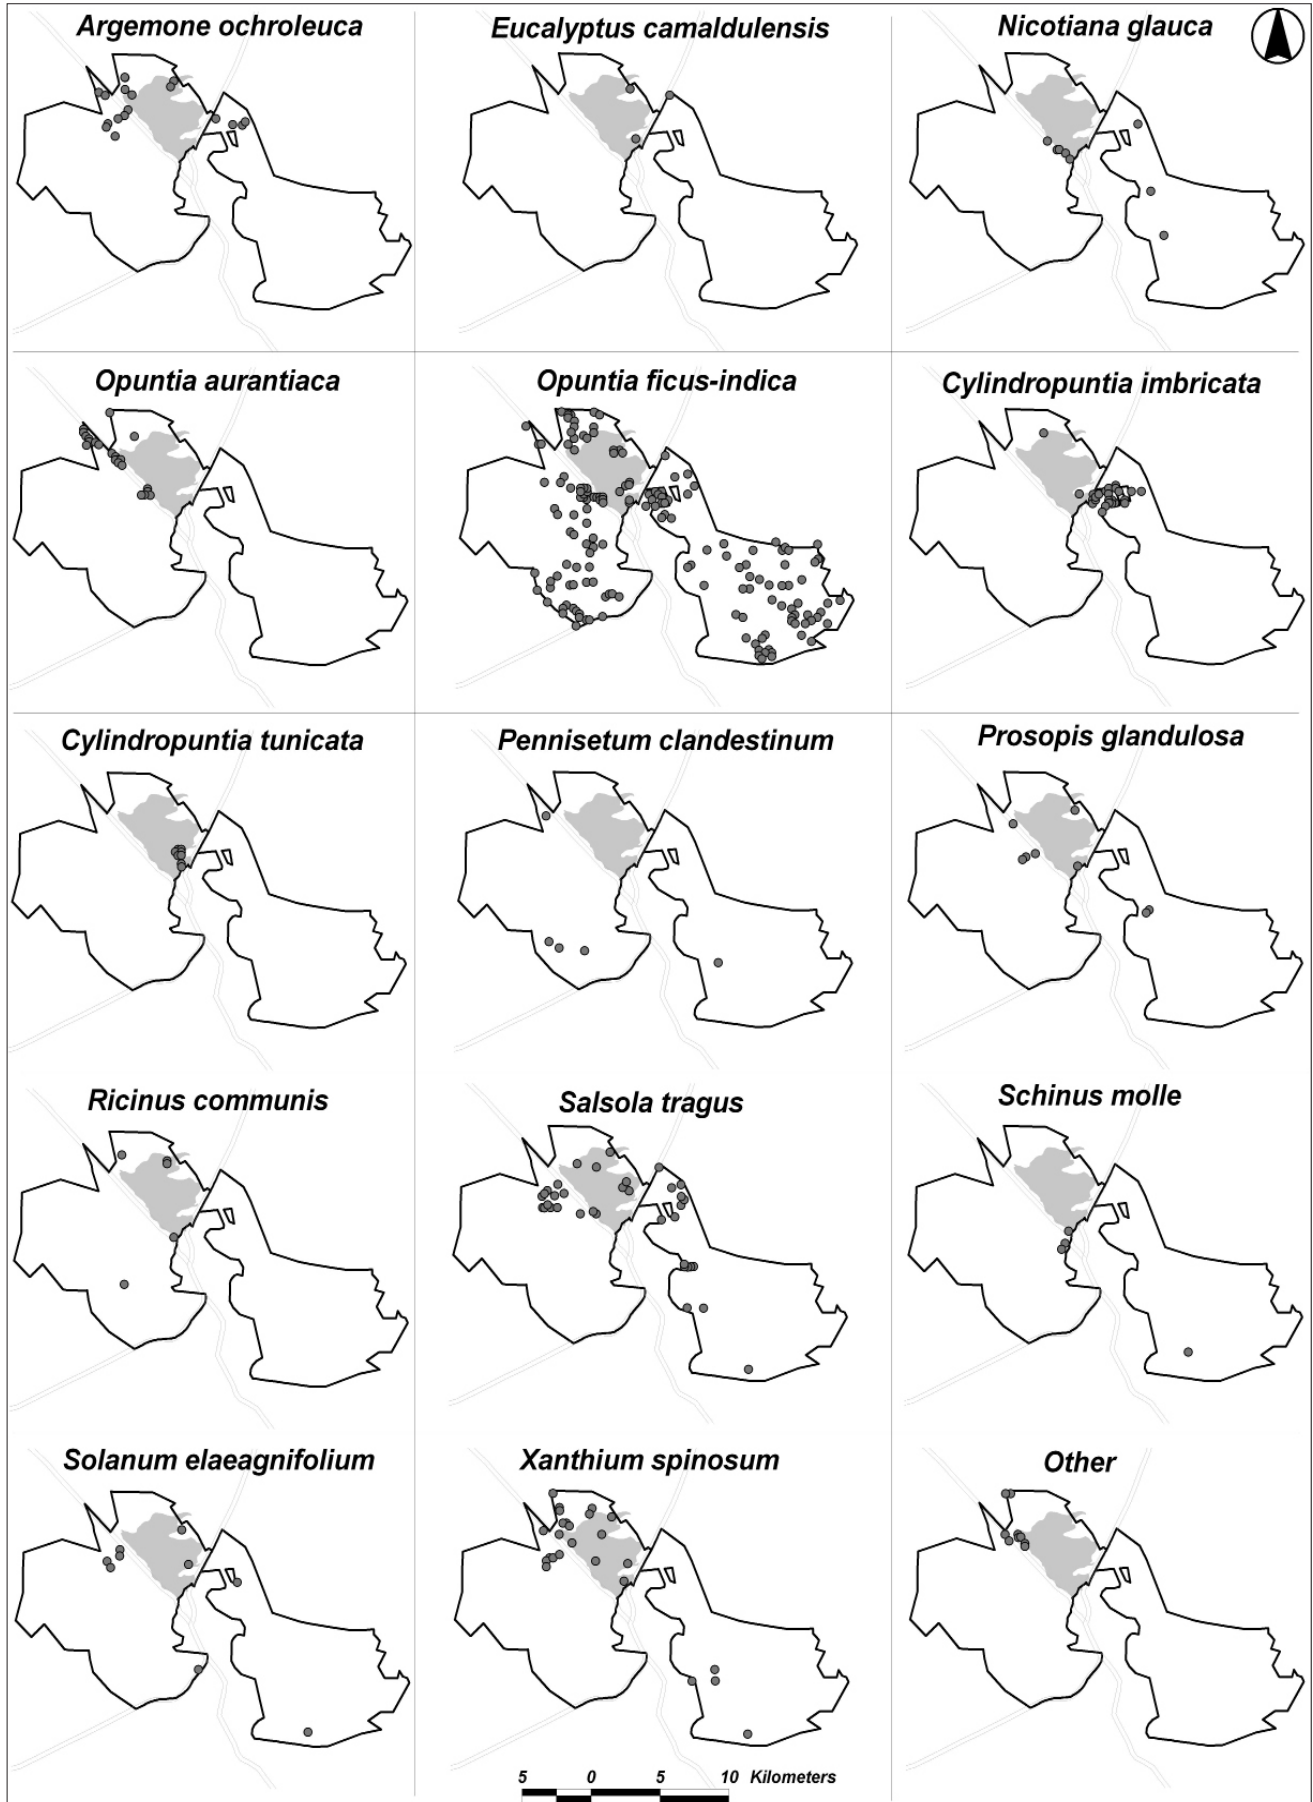 Argemone ochroleuca
Eucalyptus camaldulensis
Nicotiana glauca
Opuntia aurantiaca
Opuntia ficus-indica
Cylindropuntia imbricata
Cylindropuntia tunicata
Pennisetum clandestinum
Prosopis glandulosa
Ricinus communis
Salsola tragus
Schinus molle
Solanum elaeagnifolium
Xanthium spinosum
Other
5 0 5 10 Kilometers